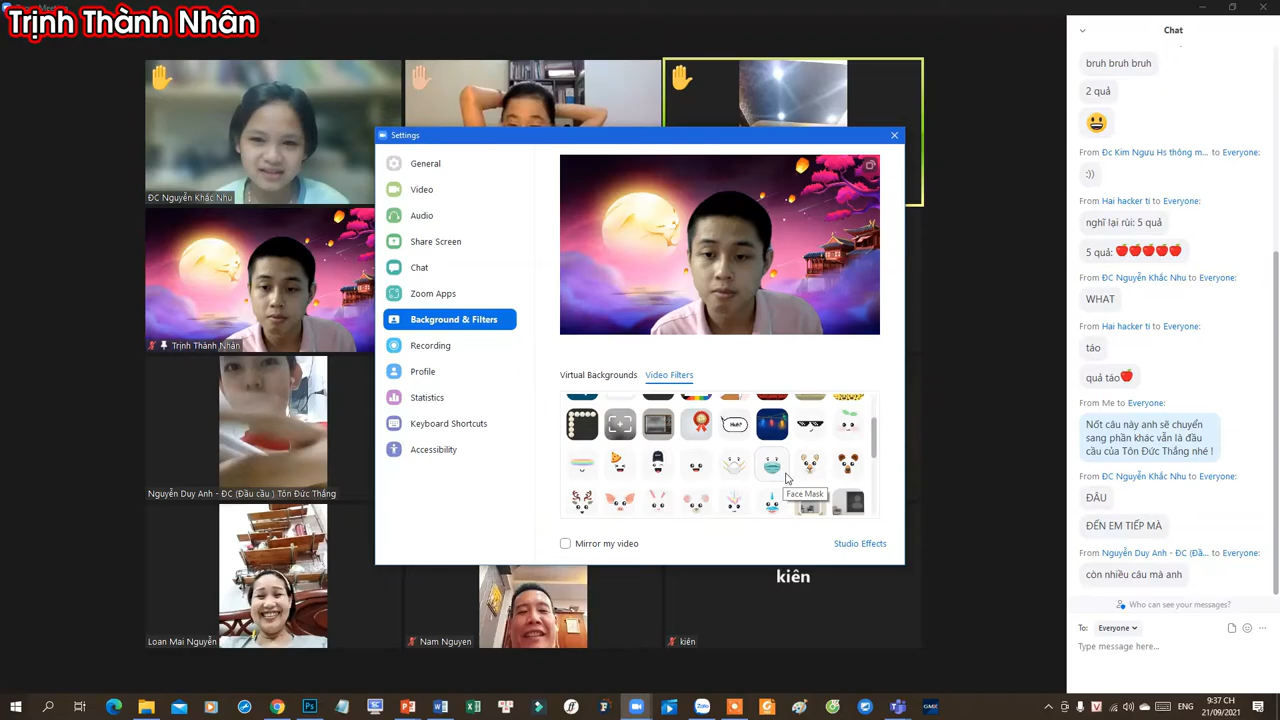 Trịnh Thành Nhân
Settings
General
Video
Audio
Share Screen
Chat
Zoom Apps
Background & Filters
Recording
Profile
Statistics
Keyboard Shortcuts
Accessibility
Virtual Backgrounds
Video Filters
Huh?
Face Mask
Mirror my video
Studio Effects
ĐC Nguyễn Khắc Nhu
Trịnh Thành Nhân
Nguyễn Duy Anh - ĐC (Đầu cầu ) Tôn Đức Thắng
Loan Mai Nguyễn
Nam Nguyen
kiên
kiên
Chat
bruh bruh bruh
2 quả
From Đc Kim Ngưu Hs thông m... to Everyone:
:))
From Hai hacker ti to Everyone:
nghĩ lại rùi: 5 quả
5 quả: 🍎🍎🍎🍎🍎
From ĐC Nguyễn Khắc Nhu to Everyone:
WHAT
From Hai hacker ti to Everyone:
táo
quả táo🍎
From Me to Everyone:
Nốt câu này anh sẽ chuyển
sang phần khác vẫn là đầu
cầu của Tôn Đức Thắng nhé !
From ĐC Nguyễn Khắc Nhu to Everyone:
ĐÂU
ĐẾN EM TIẾP MÀ
From Nguyễn Duy Anh - ĐC (Đầ... to Everyone:
còn nhiều câu mà anh
Who can see your messages?
To: Everyone
Type message here...
9:37 CH
21/09/2021
VIE